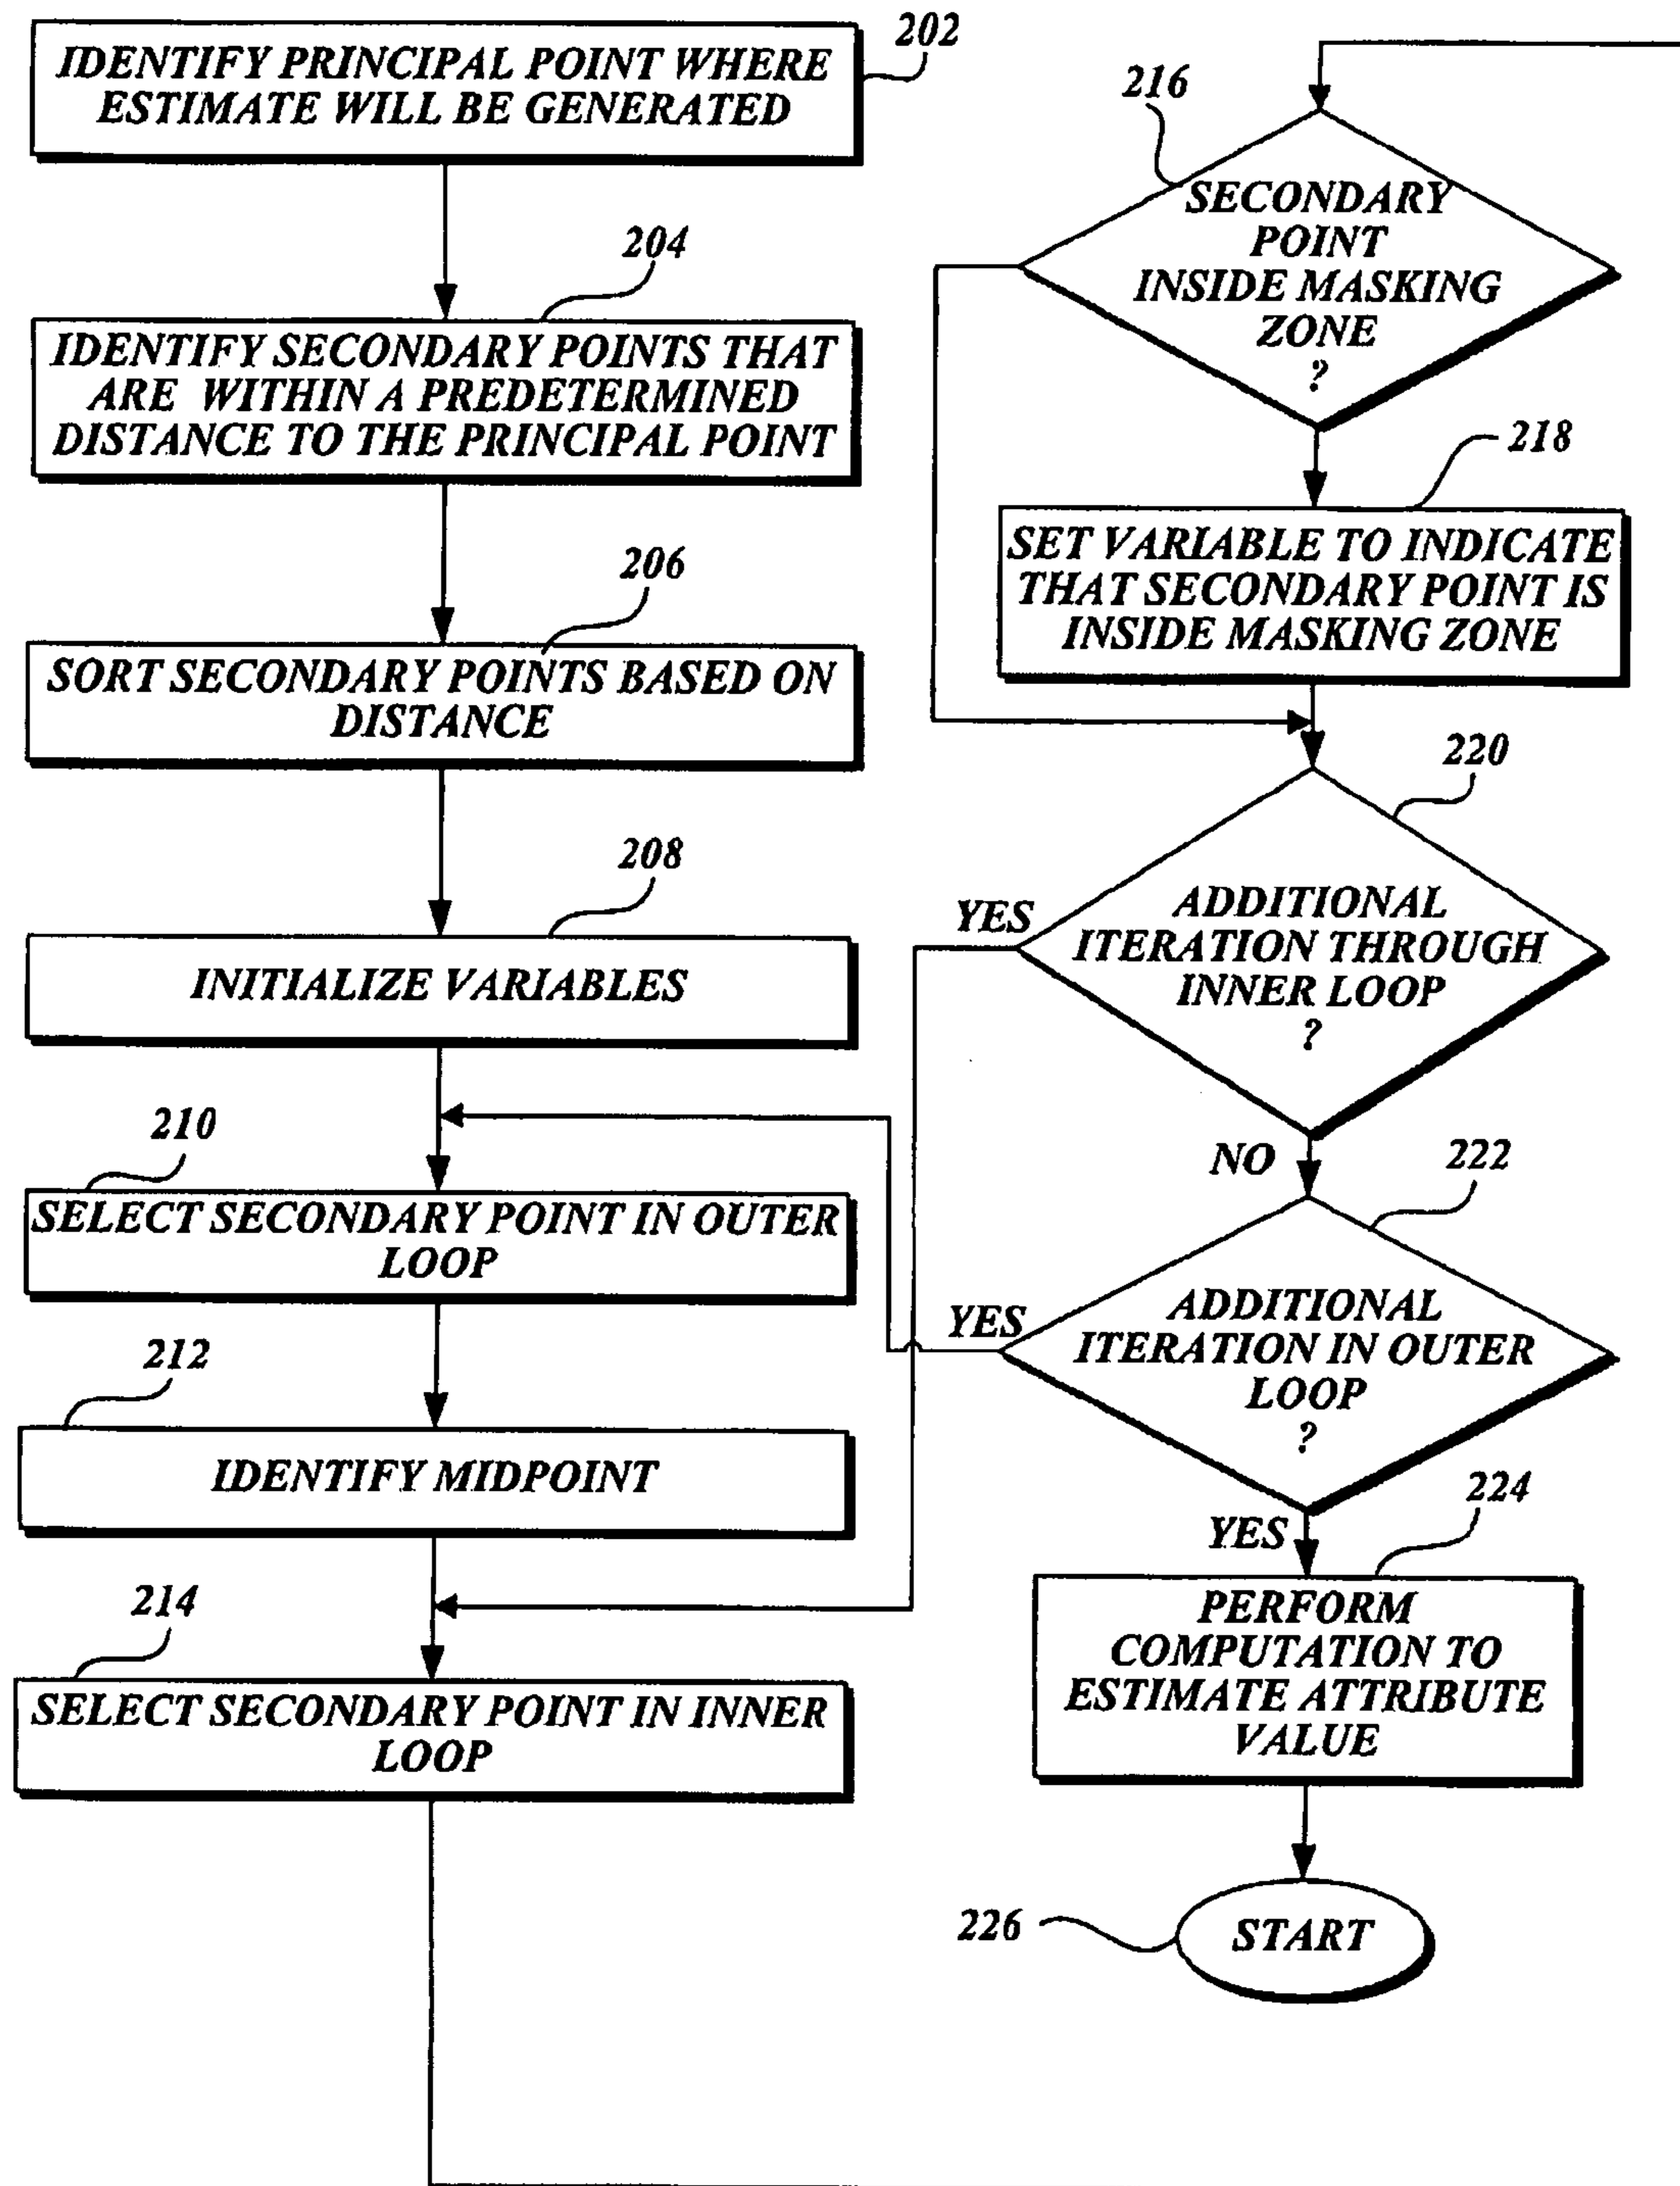 202
IDENTIFY PRINCIPAL POINT WHERE
ESTIMATE WILL BE GENERATED
204
IDENTIFY SECONDARY POINTS THAT
ARE WITHIN A PREDETERMINED
DISTANCE TO THE PRINCIPAL POINT
206
SORT SECONDARY POINTS BASED ON
DISTANCE
208
INITIALIZE VARIABLES
210
SELECT SECONDARY POINT IN OUTER
LOOP
212
IDENTIFY MIDPOINT
214
SELECT SECONDARY POINT IN INNER
LOOP
216
SECONDARY
POINT
INSIDE MASKING
ZONE
?
218
SET VARIABLE TO INDICATE
THAT SECONDARY POINT IS
INSIDE MASKING ZONE
220
YES
ADDITIONAL
ITERATION THROUGH
INNER LOOP
?
NO
222
YES
ADDITIONAL
ITERATION IN OUTER
LOOP
?
YES
224
PERFORM
COMPUTATION TO
ESTIMATE ATTRIBUTE
VALUE
226
START